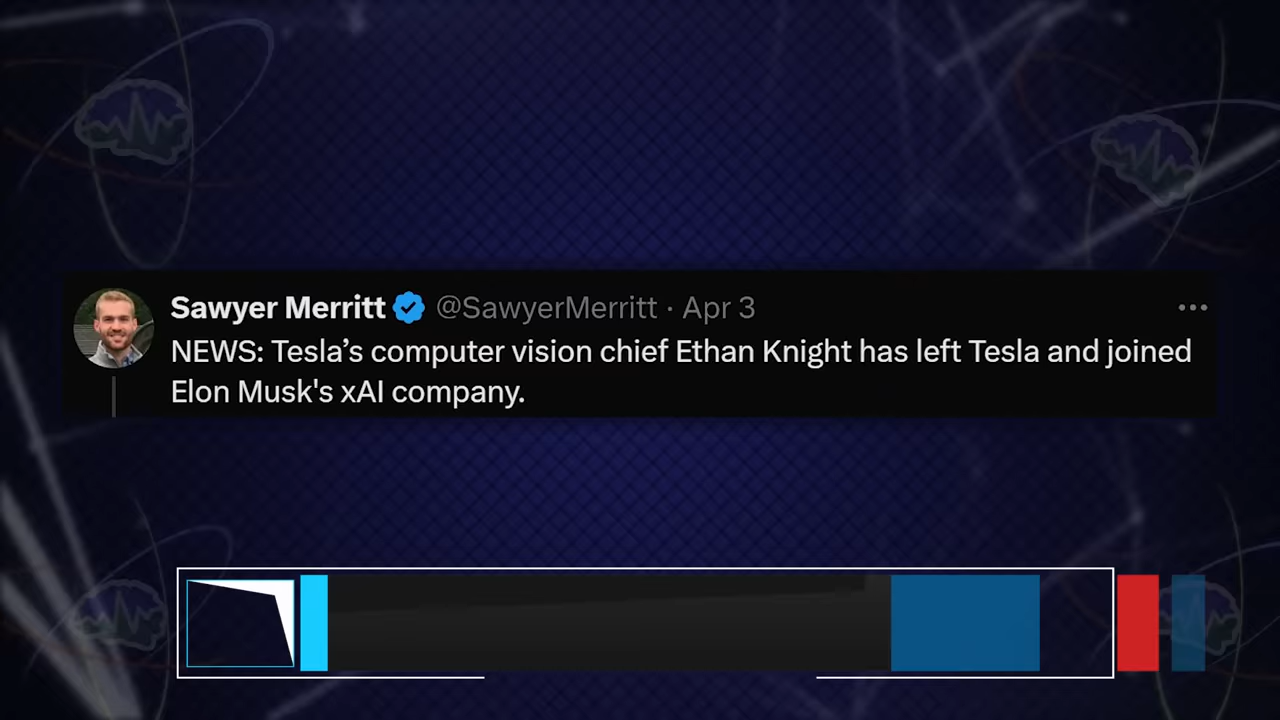 Sawyer Merritt @SawyerMerritt · Apr 3
NEWS: Tesla’s computer vision chief Ethan Knight has left Tesla and joined
Elon Musk's xAI company.